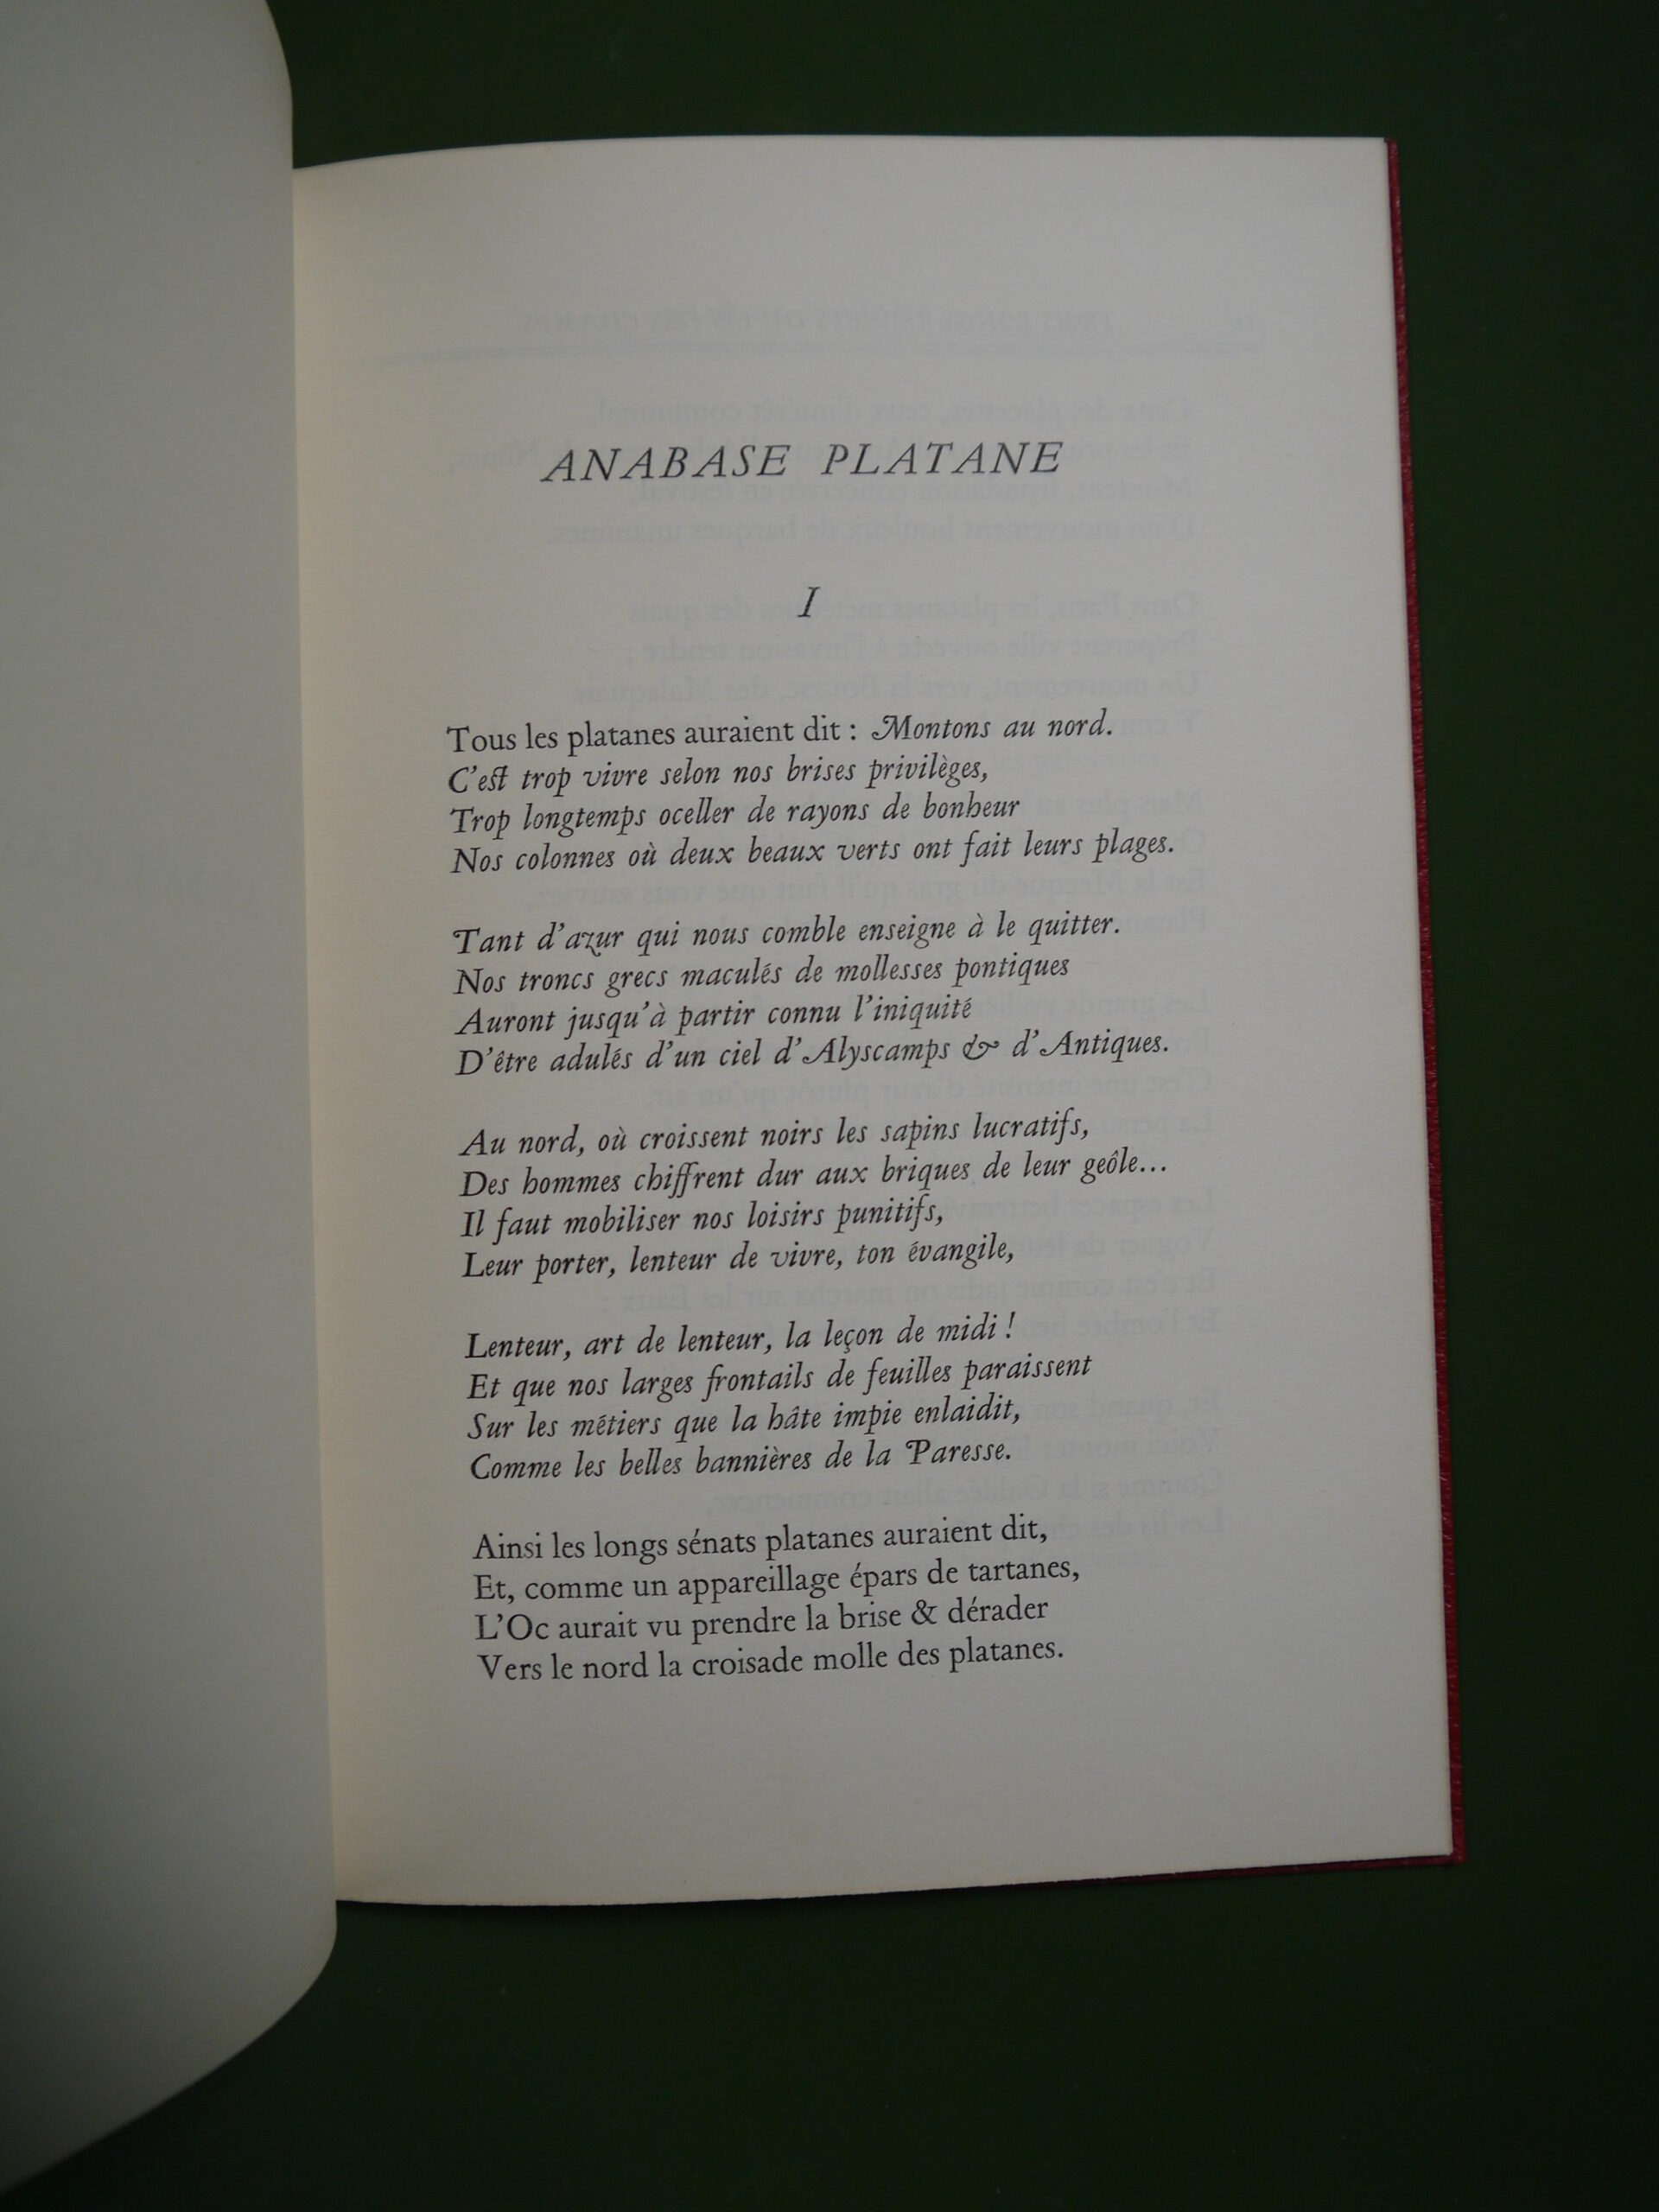 ANABASE PLATANE
I
Tous les platanes auraient dit : Montons au nord.
C'est trop vivre selon nos brises privilèges,
Trop longtemps oceller de rayons de bonheur
Nos colonnes où deux beaux verts ont fait leurs plages.
Tant d'azur qui nous comble enseigne à le quitter.
Nos troncs grecs maculés de mollesses pontiques
Auront jusqu'à partir connu l'iniquité
D'être adulés d'un ciel d'Alyscamps & d'Antiques.
Au nord, où croissent noirs les sapins lucratifs,
Des hommes chiffrent dur aux briques de leur geôle...
Il faut mobiliser nos loisirs punitifs,
Leur porter, lenteur de vivre, ton évangile,
Lenteur, art de lenteur, la leçon de midi !
Et que nos larges frontails de feuilles paraissent
Sur les métiers que la hâte impie enlaidit,
Comme les belles bannières de la Paresse.
Ainsi les longs sénats platanes auraient dit,
Et, comme un appareillage épars de tartanes,
L'Oc aurait vu prendre la brise & dérader
Vers le nord la croisade molle des platanes.